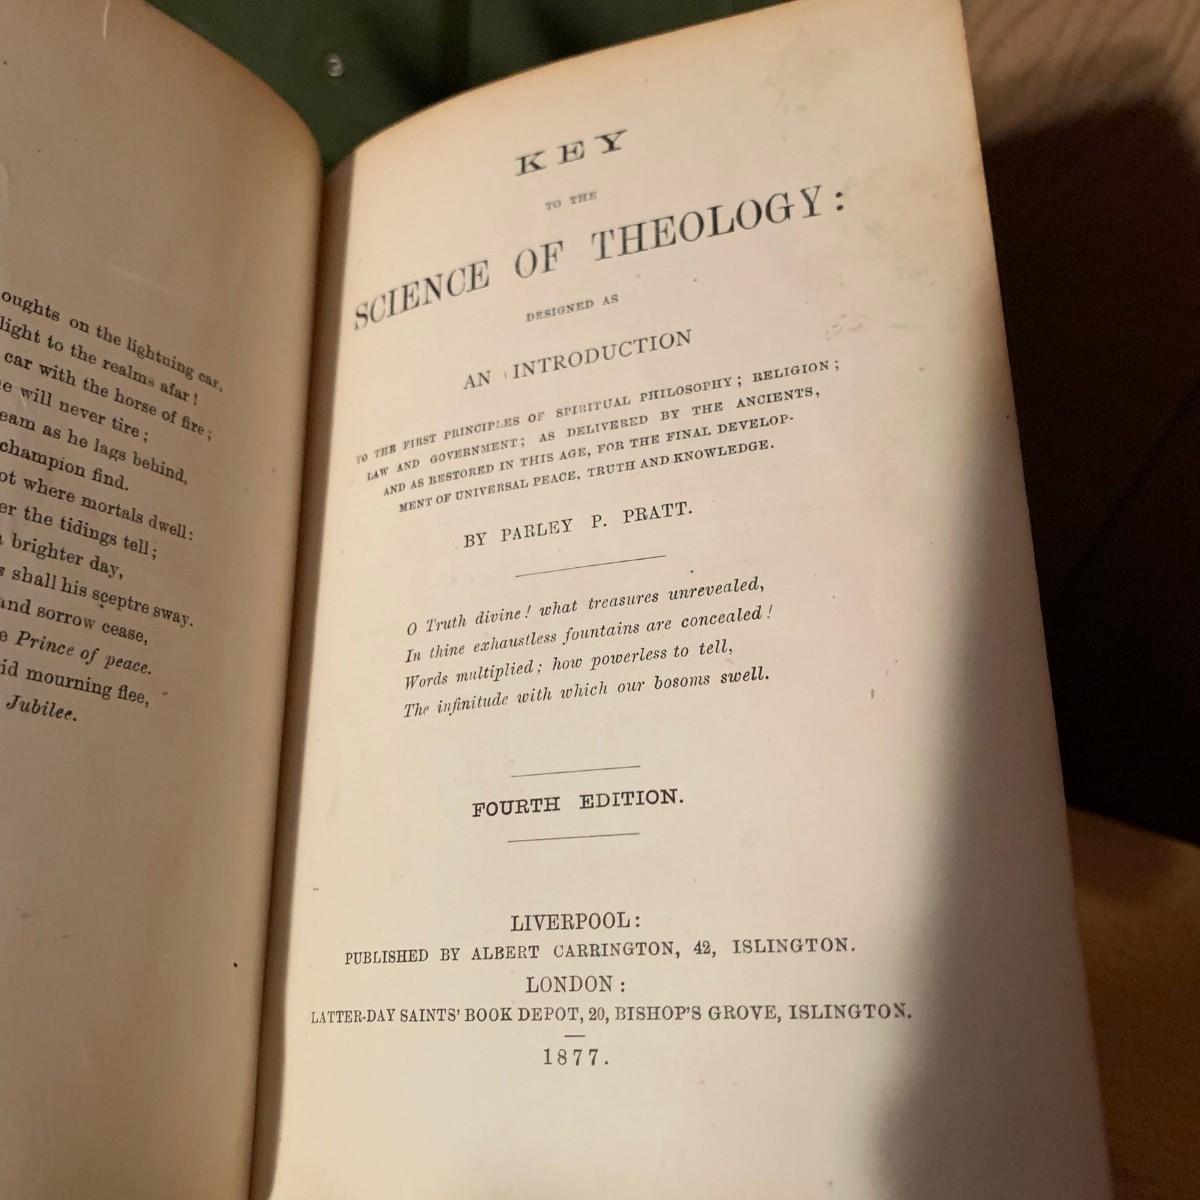 oughts on the lightning car,
light to the realms afar!
car with the horse of fire;
e will never tire;
eam as he lags behind,
champion find.
ot where mortals dwell:
er the tidings tell;
brighter day,
s shall his sceptre sway.
and sorrow cease,
e Prince of peace.
id mourning flee,
Jubilee.
KEY
TO THE
SCIENCE OF THEOLOGY:
DESIGNED AS
AN INTRODUCTION
TO THE FIRST PRINCIPLES OF SPIRITUAL PHILOSOPHY; RELIGION;
LAW AND GOVERNMENT; AS DELIVERED BY THE ANCIENTS,
AND AS RESTORED IN THIS AGE, FOR THE FINAL DEVELOP-
MENT OF UNIVERSAL PEACE, TRUTH AND KNOWLEDGE.
BY PARLEY P. PRATT.
O Truth divine! what treasures unrevealed,
In thine exhaustless fountains are concealed!
Words multiplied; how powerless to tell,
The infinitude with which our bosoms swell.
FOURTH EDITION.
LIVERPOOL:
PUBLISHED BY ALBERT CARRINGTON, 42, ISLINGTON.
LONDON:
LATTER-DAY SAINTS' BOOK DEPOT, 20, BISHOP'S GROVE, ISLINGTON.
1877.